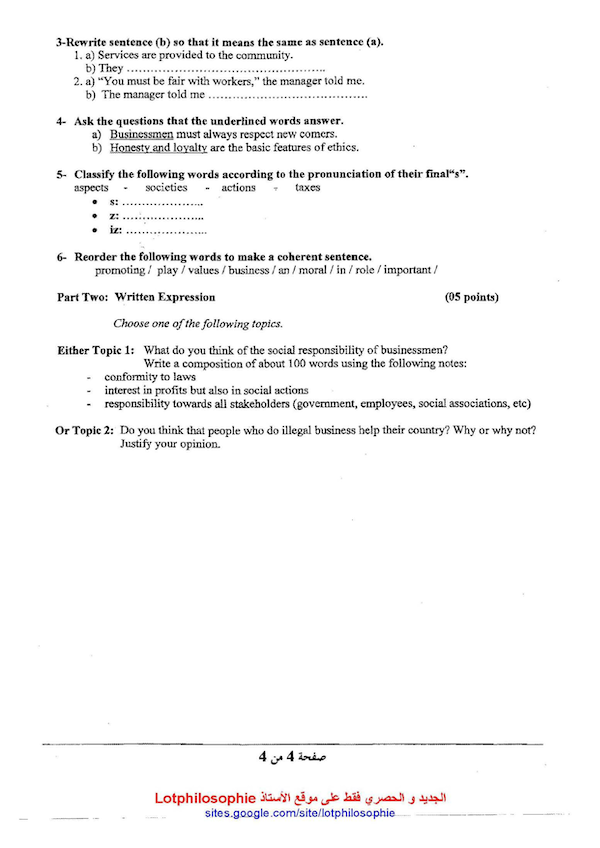 3-Rewrite sentence (b) so that it means the same as sentence (a).
1. a) Services are provided to the community.
b) They ……………………………………………….
2. a) “You must be fair with workers,” the manager told me.
b) The manager told me …………………………………
4- Ask the questions that the underlined words answer.
a) Businessmen must always respect new comers.
b) Honesty and loyalty are the basic features of ethics.
5- Classify the following words according to the pronunciation of their final“s”.
aspects - societies - actions - taxes
• s: …………………..
• z: …………………..
• iz: …………………..
6- Reorder the following words to make a coherent sentence.
promoting / play / values / business / an / moral / in / role / important /
Part Two: Written Expression (05 points)
Choose one of the following topics.
Either Topic 1: What do you think of the social responsibility of businessmen?
Write a composition of about 100 words using the following notes:
- conformity to laws
- interest in profits but also in social actions
- responsibility towards all stakeholders (government, employees, social associations, etc)
Or Topic 2: Do you think that people who do illegal business help their country? Why or why not?
Justify your opinion.
صفحة 4 من 4
الجديد و الحصري فقط على موقع الأستاذ Lotphilosophie
sites.google.com/site/lotphilosophie